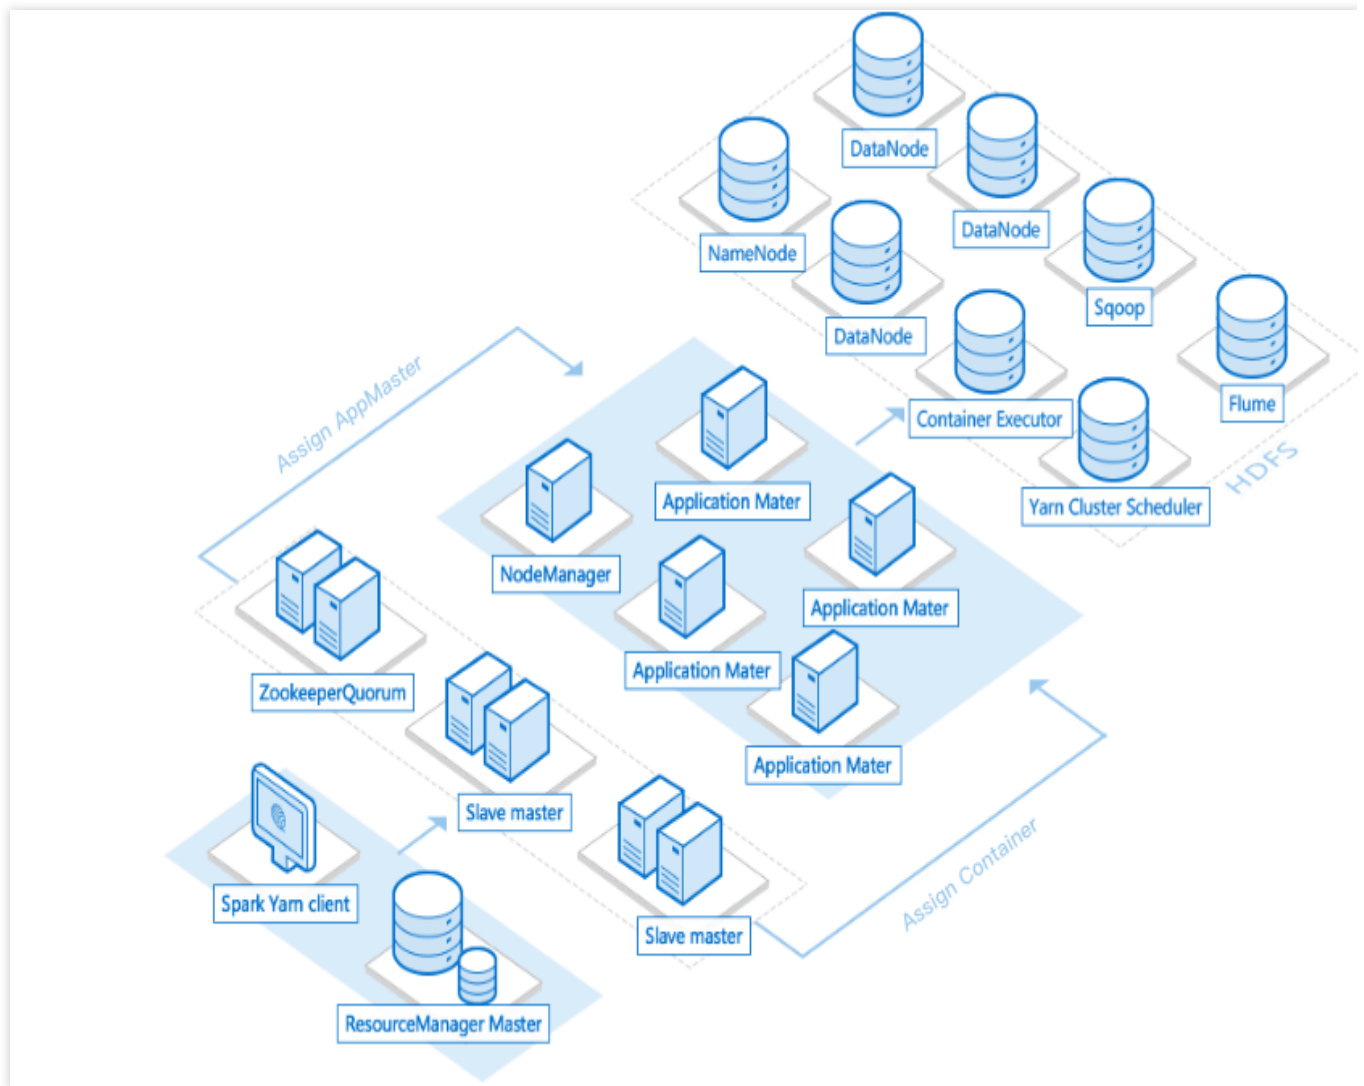 DataNode
DataNode
NameNode
Sqoop
DataNode
Flume
Container Executor
HDFS
Yarn Cluster Scheduler
Assign AppMaster
Application Mater
NodeManager
Application Mater
Application Mater
ZookeeperQuorum
Application Mater
Slave master
Assign Container
Spark Yarn client
Slave master
ResourceManager Master